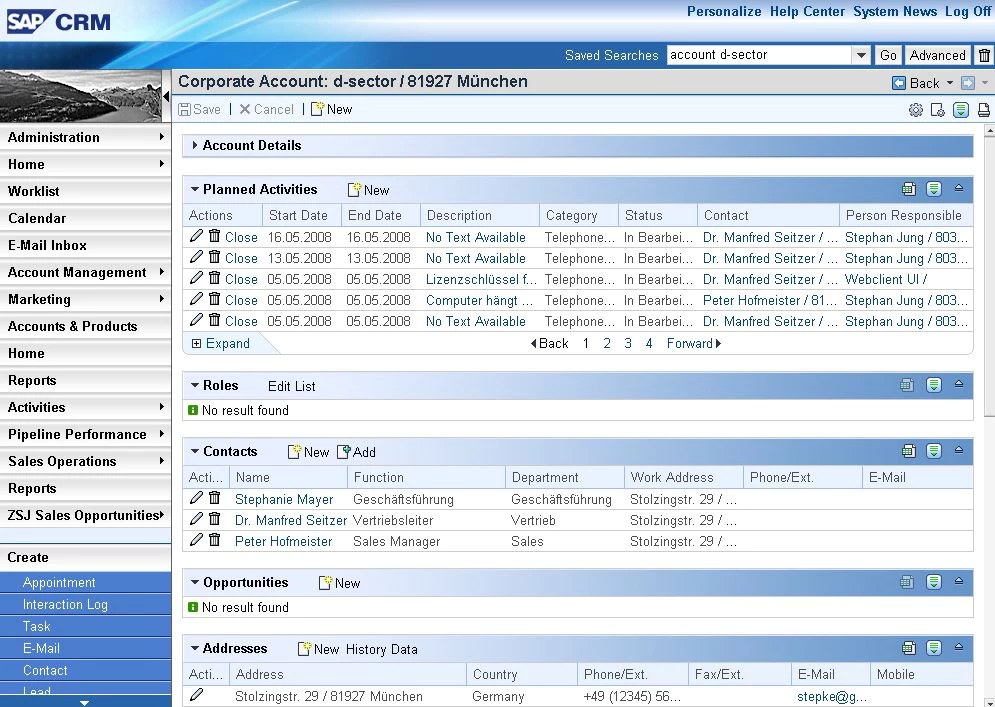 SAP CRM
Personalize Help Center System News Log Off
Saved Searches account d-sector Go Advanced
Corporate Account: d-sector / 81927 München
Back
Save | Cancel | New
Administration
Home
Worklist
Calendar
E-Mail Inbox
Account Management
Marketing
Accounts & Products
Home
Reports
Activities
Pipeline Performance
Sales Operations
Reports
ZSJ Sales Opportunities
Create
Appointment
Interaction Log
Task
E-Mail
Contact
Lead
Account Details
Planned Activities New
Actions Start Date End Date Description Category Status Contact Person Responsible
Close 16.05.2008 16.05.2008 No Text Available Telephone... In Bearbei... Dr. Manfred Seitzer / ... Stephan Jung / 803...
Close 13.05.2008 13.05.2008 No Text Available Telephone... In Bearbei... Dr. Manfred Seitzer / ... Stephan Jung / 803...
Close 05.05.2008 05.05.2008 Lizenzschlüssel f... Telephone... In Bearbei... Dr. Manfred Seitzer / ... Webclient UI /
Close 05.05.2008 05.05.2008 Computer hängt ... Telephone... In Bearbei... Peter Hofmeister / 81... Stephan Jung / 803...
Close 05.05.2008 05.05.2008 No Text Available Telephone... In Bearbei... Dr. Manfred Seitzer / ... Stephan Jung / 803...
Expand Back 1 2 3 4 Forward
Roles Edit List
No result found
Contacts New Add
Acti... Name Function Department Work Address Phone/Ext. E-Mail
Stephanie Mayer Geschäftsführung Geschäftsführung Stolzingstr. 29 / ...
Dr. Manfred Seitzer Vertriebsleiter Vertrieb Stolzingstr. 29 / ...
Peter Hofmeister Sales Manager Sales Stolzingstr. 29 / ...
Opportunities New
No result found
Addresses New History Data
Acti... Address Country Phone/Ext. Fax/Ext. E-Mail Mobile
Stolzingstr. 29 / 81927 München Germany +49 (12345) 56... stepke@g...